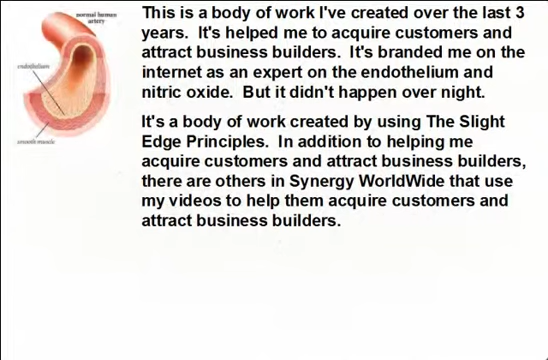 normal human
artery
endothelium
smooth muscle
This is a body of work I've created over the last 3
years.  It's helped me to acquire customers and
attract business builders.  It's branded me on the
internet as an expert on the endothelium and
nitric oxide.  But it didn't happen over night.
It's a body of work created by using The Slight
Edge Principles.  In addition to helping me
acquire customers and attract business builders,
there are others in Synergy WorldWide that use
my videos to help them acquire customers and
attract business builders.